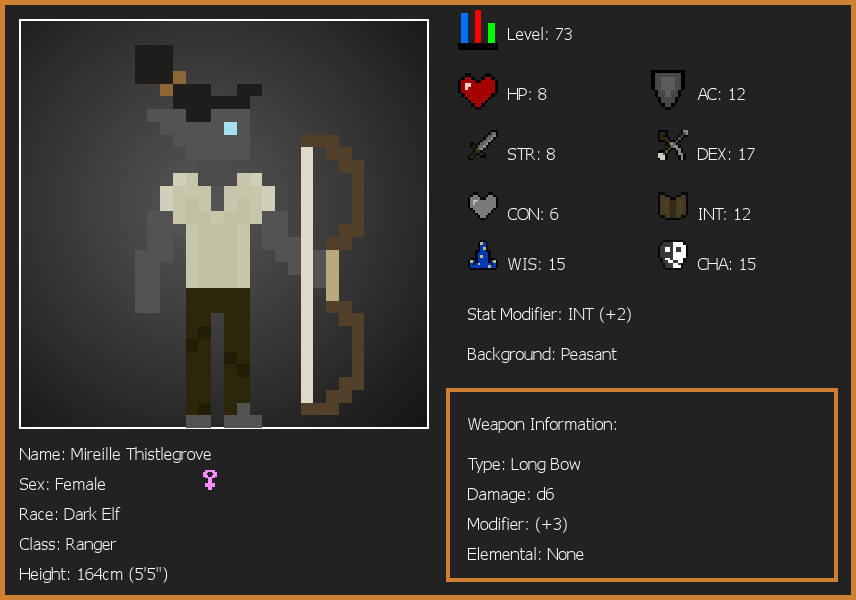 Level: 73
HP: 8
AC: 12
STR: 8
DEX: 17
CON: 6
INT: 12
WIS: 15
CHA: 15
Stat Modifier: INT (+2)
Background: Peasant
Weapon Information:
Type: Long Bow
Damage: d6
Modifier: (+3)
Elemental: None
Name: Mireille Thistlegrove
Sex: Female
Race: Dark Elf
Class: Ranger
Height: 164cm (5'5")